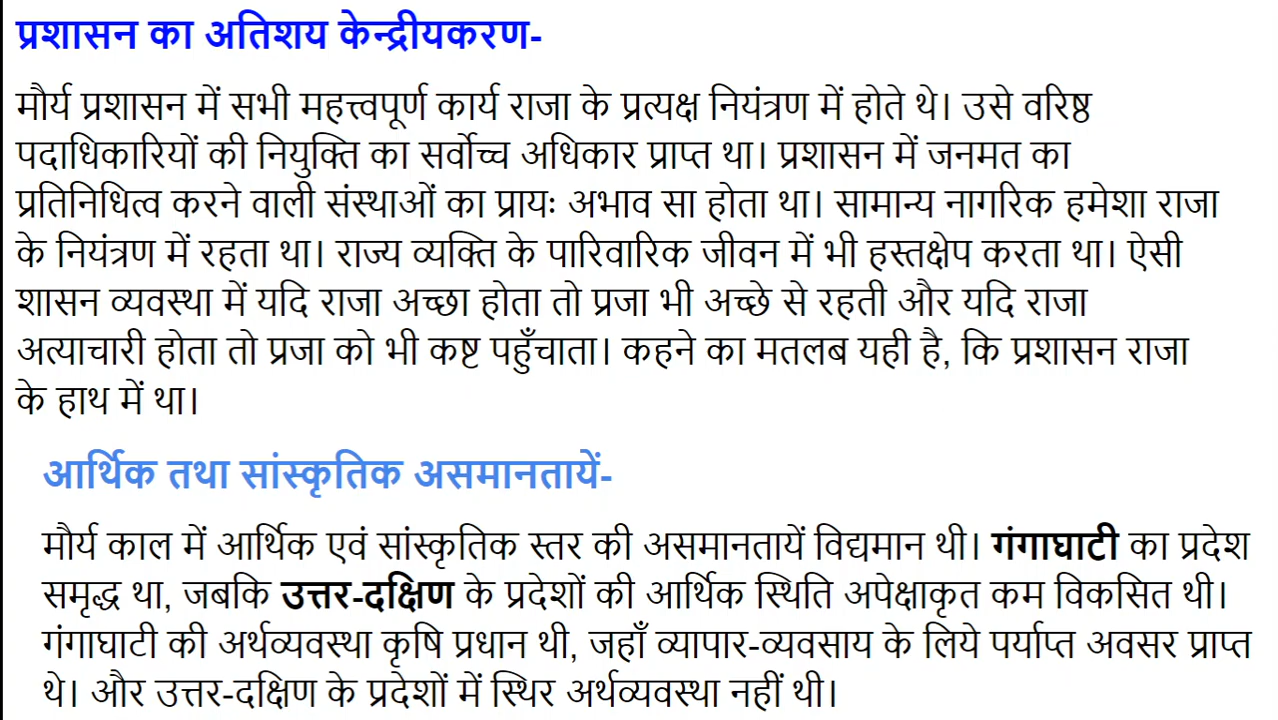 प्रशासन का अतिशय केन्द्रीयकरण-
मौर्य प्रशासन में सभी महत्त्वपूर्ण कार्य राजा के प्रत्यक्ष नियंत्रण में होते थे। उसे वरिष्ठ
पदाधिकारियों की नियुक्ति का सर्वोच्च अधिकार प्राप्त था। प्रशासन में जनमत का
प्रतिनिधित्व करने वाली संस्थाओं का प्रायः अभाव सा होता था। सामान्य नागरिक हमेशा राजा
के नियंत्रण में रहता था। राज्य व्यक्ति के पारिवारिक जीवन में भी हस्तक्षेप करता था। ऐसी
शासन व्यवस्था में यदि राजा अच्छा होता तो प्रजा भी अच्छे से रहती और यदि राजा
अत्याचारी होता तो प्रजा को भी कष्ट पहुँचाता। कहने का मतलब यही है, कि प्रशासन राजा
के हाथ में था।
आर्थिक तथा सांस्कृतिक असमानतायें-
मौर्य काल में आर्थिक एवं सांस्कृतिक स्तर की असमानतायें विद्यमान थी। गंगाघाटी का प्रदेश
समृद्ध था, जबकि उत्तर-दक्षिण के प्रदेशों की आर्थिक स्थिति अपेक्षाकृत कम विकसित थी।
गंगाघाटी की अर्थव्यवस्था कृषि प्रधान थी, जहाँ व्यापार-व्यवसाय के लिये पर्याप्त अवसर प्राप्त
थे। और उत्तर-दक्षिण के प्रदेशों में स्थिर अर्थव्यवस्था नहीं थी।